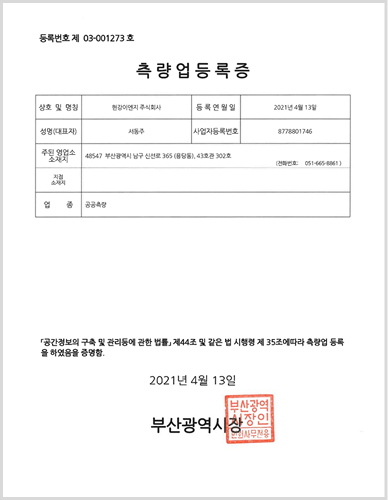 등록번호 제 03-001273 호
측 량 업 등 록 증
상호 및 명칭 현강이엔지 주식회사 등 록 연 월 일 2021년 4월 13일
성명(대표자) 서동주 사업자등록번호 8778801746
주된 영업소
소재지
48547 부산광역시 남구 신선로 365 (용당동), 43호관 302호
(전화번호: 051-665-8861 )
지점
소재지
업 종 공공측량
「공간정보의 구축 및 관리등에 관한 법률」 제44조 및 같은 법 시행령 제 35조에따라 측량업 등록
을 하였음을 증명함.
2021년 4월 13일
부산광역시장
부산광역
시장인
민원사무전용